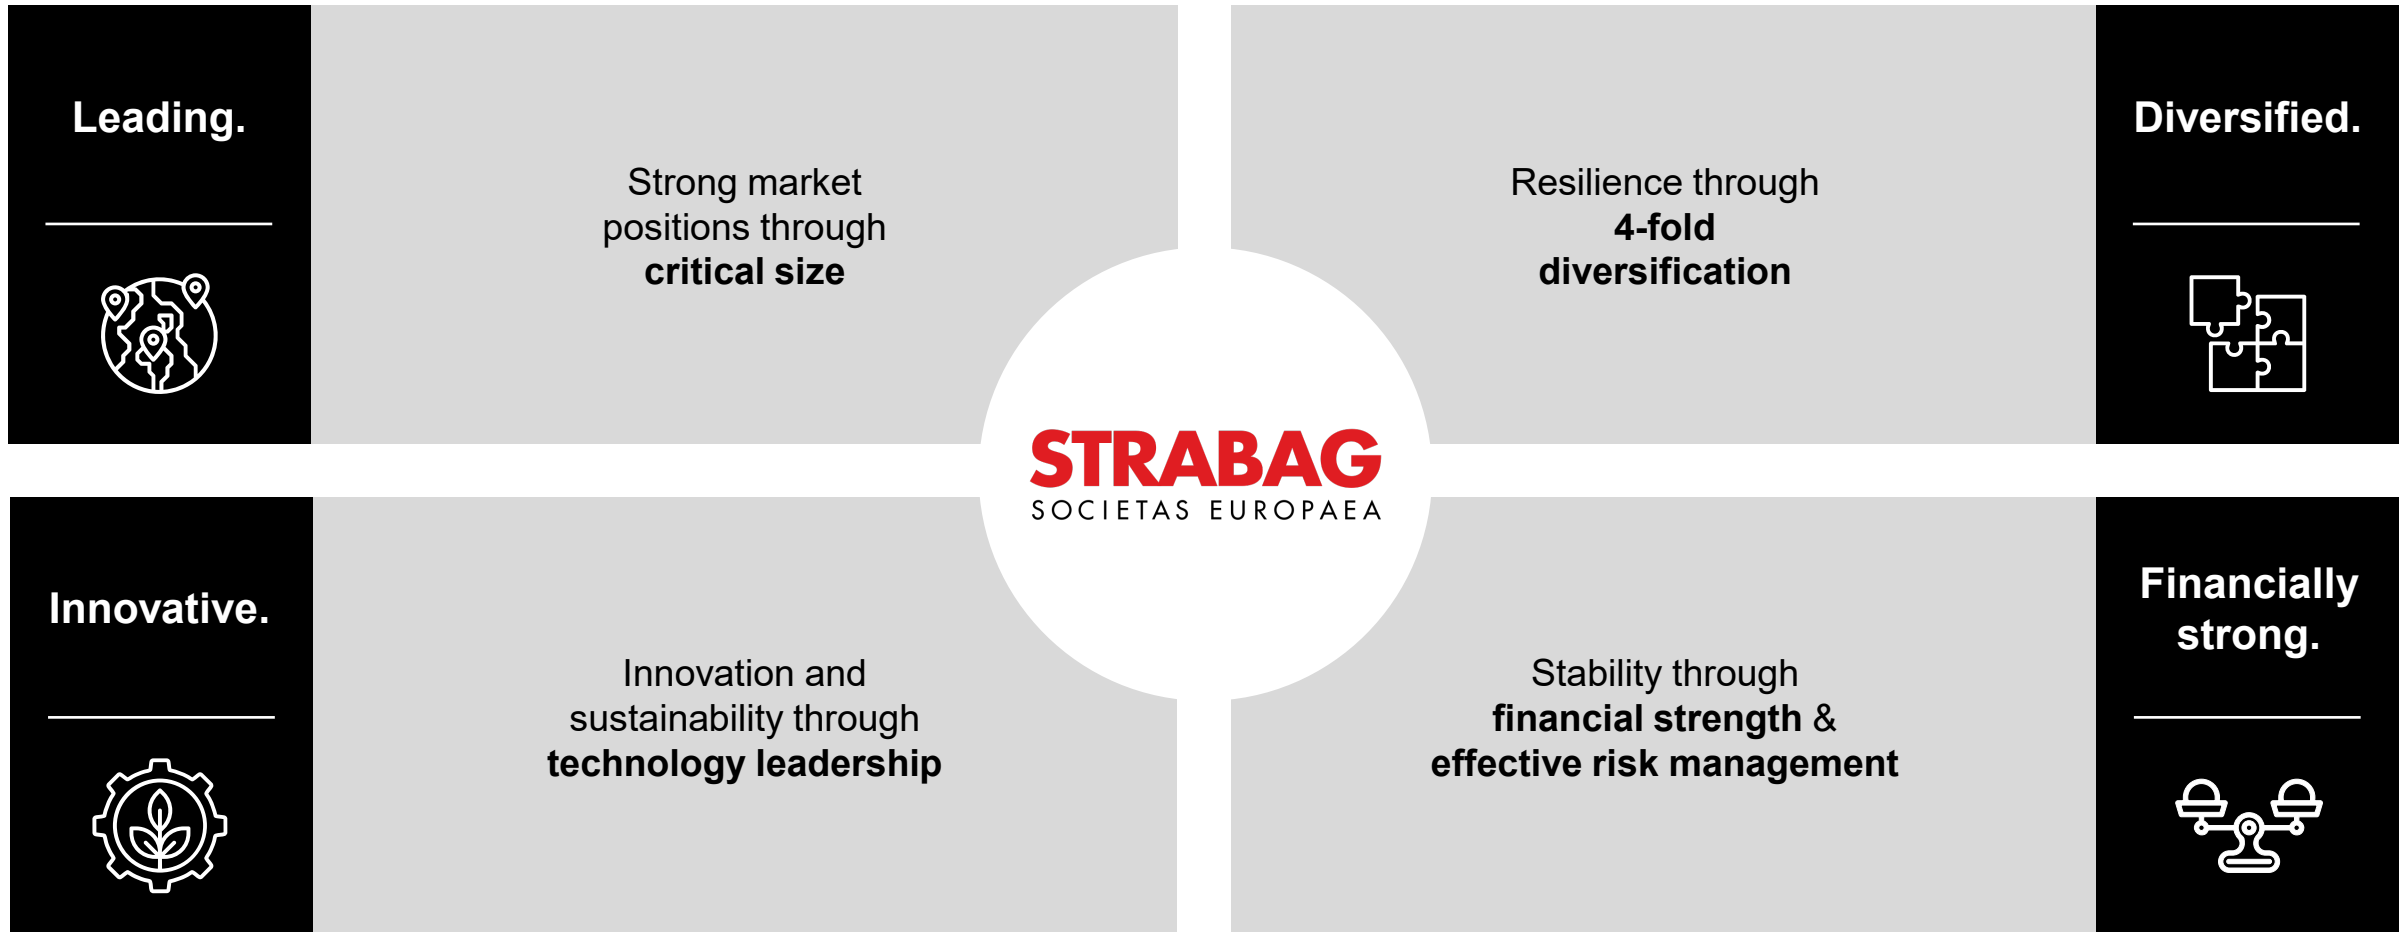 Leading.
Strong market
positions through
critical size
Resilience through
4-fold
diversification
Diversified.
STRABAG
SOCIETAS EUROPAEA
Innovative.
Innovation and
sustainability through
technology leadership
Stability through
financial strength &
effective risk management
Financially
strong.